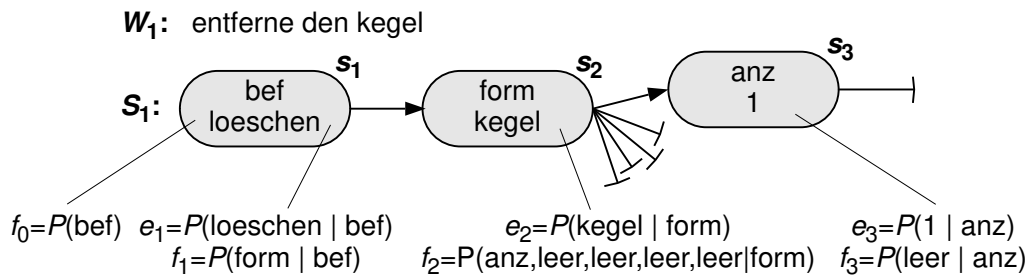 W1: entferne den kegel
S1:
s1
bef
loeschen
s2
form
kegel
s3
anz
1
f0=P(bef)
e1=P(loeschen | bef)
f1=P(form | bef)
e2=P(kegel | form)
f2=P(anz,leer,leer,leer,leer|form)
e3=P(1 | anz)
f3=P(leer | anz)